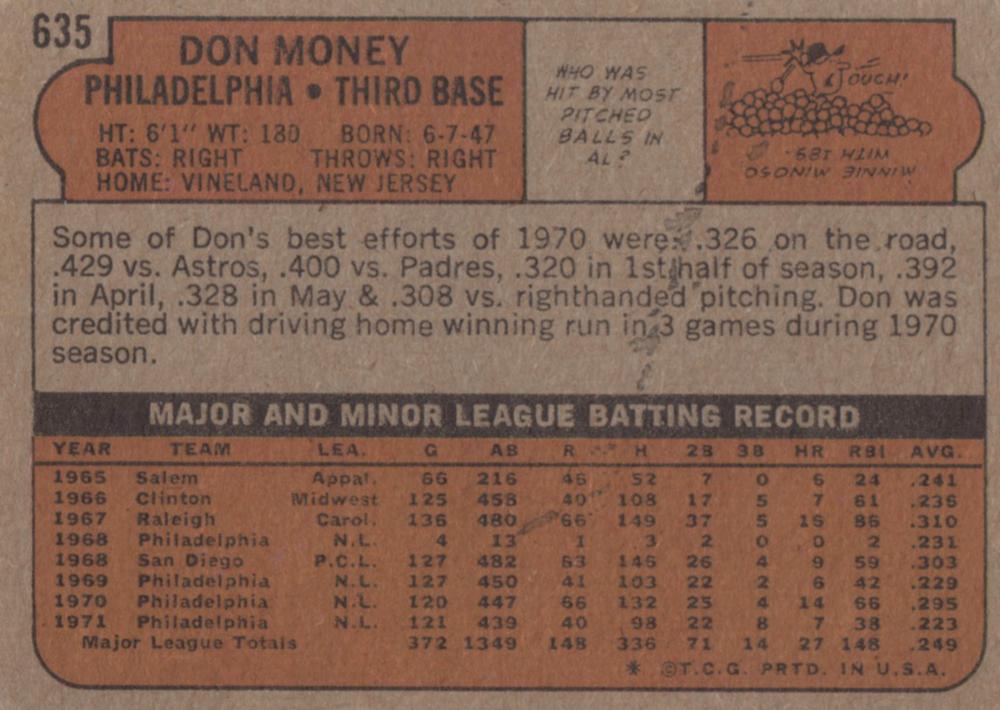 635
DON MONEY
PHILADELPHIA • THIRD BASE
HT: 6'1" WT: 180 BORN: 6-7-47
BATS: RIGHT THROWS: RIGHT
HOME: VINELAND, NEW JERSEY
WHO WAS
HIT BY MOST
PITCHED
BALLS IN
AL?
OUCH!
MINNIE MINOSO
WITH 189.
Some of Don's best efforts of 1970 were: .326 on the road,
.429 vs. Astros, .400 vs. Padres, .320 in 1st half of season, .392
in April, .328 in May & .308 vs. righthanded pitching. Don was
credited with driving home winning run in 3 games during 1970
season.
MAJOR AND MINOR LEAGUE BATTING RECORD
YEAR TEAM LEA. G AB R H 2B 3B HR RBI AVG.
1965 Salem Appal. 66 216 46 52 7 0 6 24 .241
1966 Clinton Midwest 125 458 40 108 17 5 7 61 .236
1967 Raleigh Carol. 136 480 66 149 37 5 16 86 .310
1968 Philadelphia N.L. 4 13 1 3 2 0 0 2 .231
1968 San Diego P.C.L. 127 482 63 146 26 4 9 59 .303
1969 Philadelphia N.L. 127 450 41 103 22 2 6 42 .229
1970 Philadelphia N.L. 120 447 66 132 25 4 14 66 .295
1971 Philadelphia N.L. 121 439 40 98 22 8 7 38 .223
Major League Totals 372 1349 148 336 71 14 27 148 .249
* ©T.C.G. PRTD. IN U.S.A.